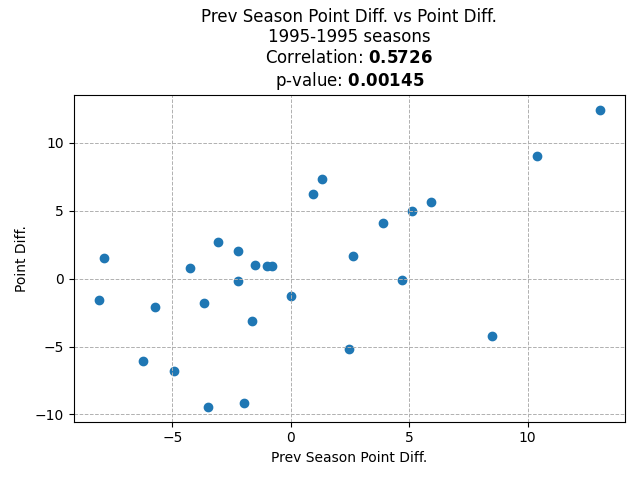 Prev Season Point Diff. vs Point Diff.
1995-1995 seasons
Correlation: 0.5726
p-value: 0.00145
10
5
0
−5
−10
Point Diff.
−5
0
5
10
Prev Season Point Diff.